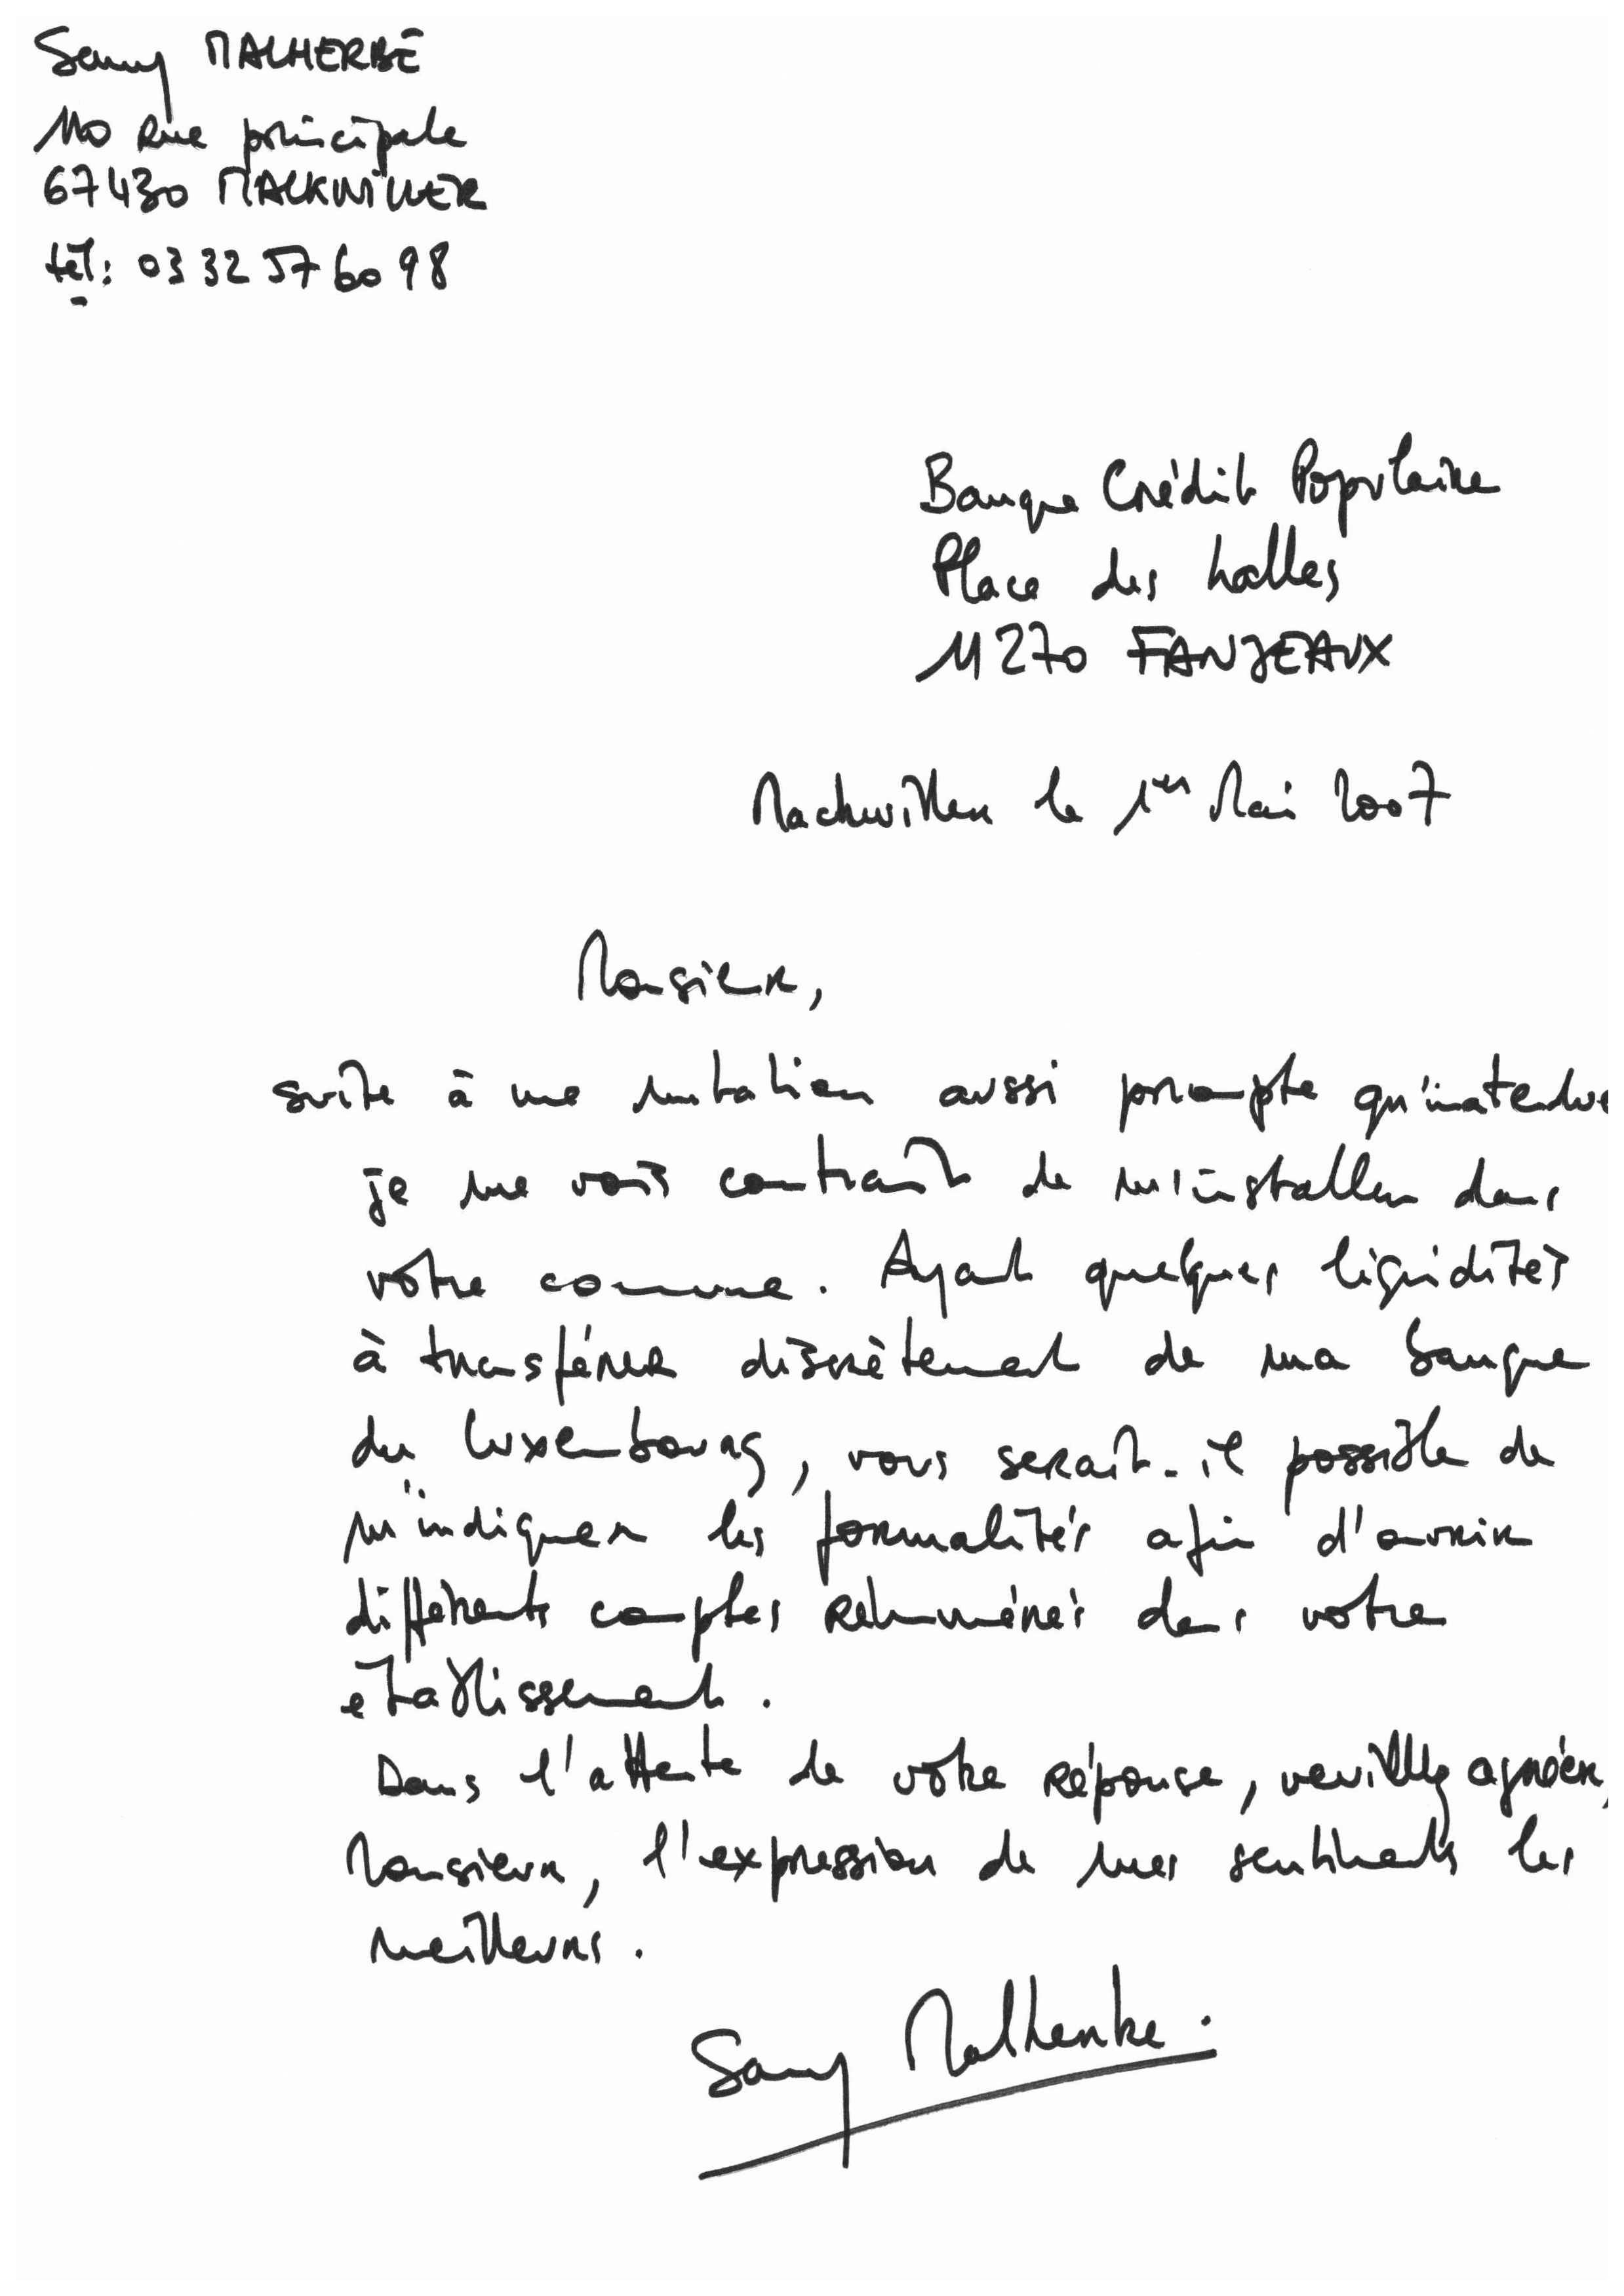 Samy MALHERBE
110 Rue principale
67430 MACKWILLER
tél: 03 32 57 60 98
Banque Crédit Populaire
Place des halles
11270 FANJEAUX
Mackwiller le 1er Mai 2007
Monsieur,
suite à une mutation aussi prompte qu'inatendue
je me vois contraint de m'installer dans
votre commune. Ayant quelques liquidités
à transférer discrètement de ma banque
du Luxembourg, vous serait-il possible de
m'indiquer les formalités afin d'ouvrir
différents comptes rémunérés dans votre
établissement.
Dans l'attente de votre réponse, veuillez agréer,
Monsieur, l'expression de mes sentiments les
meilleurs.
Samy Malherbe.